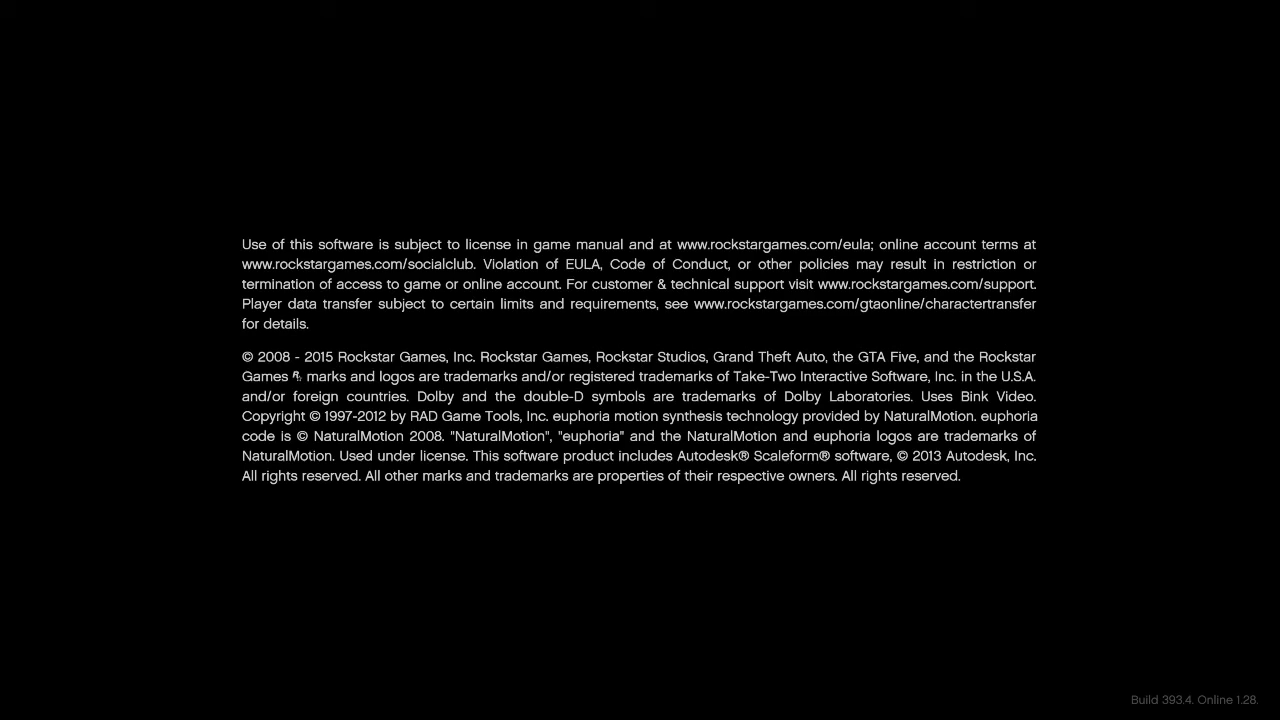 Use of this software is subject to license in game manual and at www.rockstargames.com/eula; online account terms at
www.rockstargames.com/socialclub. Violation of EULA, Code of Conduct, or other policies may result in restriction or
termination of access to game or online account. For customer & technical support visit www.rockstargames.com/support.
Player data transfer subject to certain limits and requirements, see www.rockstargames.com/gtaonline/charactertransfer
for details.
© 2008 - 2015 Rockstar Games, Inc. Rockstar Games, Rockstar Studios, Grand Theft Auto, the GTA Five, and the Rockstar
Games R* marks and logos are trademarks and/or registered trademarks of Take-Two Interactive Software, Inc. in the U.S.A.
and/or foreign countries. Dolby and the double-D symbols are trademarks of Dolby Laboratories. Uses Bink Video.
Copyright © 1997-2012 by RAD Game Tools, Inc. euphoria motion synthesis technology provided by NaturalMotion. euphoria
code is © NaturalMotion 2008. "NaturalMotion", "euphoria" and the NaturalMotion and euphoria logos are trademarks of
NaturalMotion. Used under license. This software product includes Autodesk® Scaleform® software, © 2013 Autodesk, Inc.
All rights reserved. All other marks and trademarks are properties of their respective owners. All rights reserved.
Build 393.4. Online 1.28.